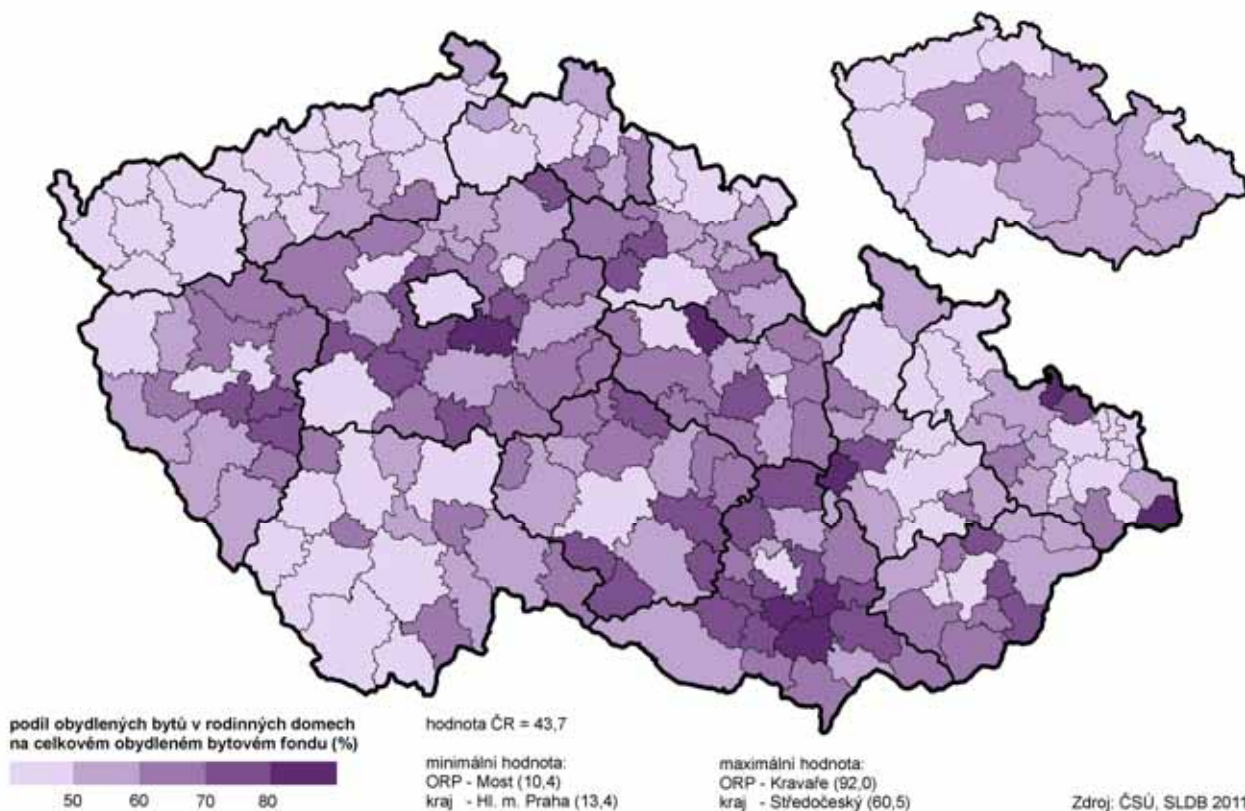 podíl obydlených bytů v rodinných domech
na celkovém obydleném bytovém fondu (%)
50 60 70 80
hodnota ČR = 43,7
minimální hodnota:
ORP - Most (10,4)
kraj - Hl. m. Praha (13,4)
maximální hodnota:
ORP - Kravaře (92,0)
kraj - Středočeský (60,5)
Zdroj: ČSÚ, SLDB 2011